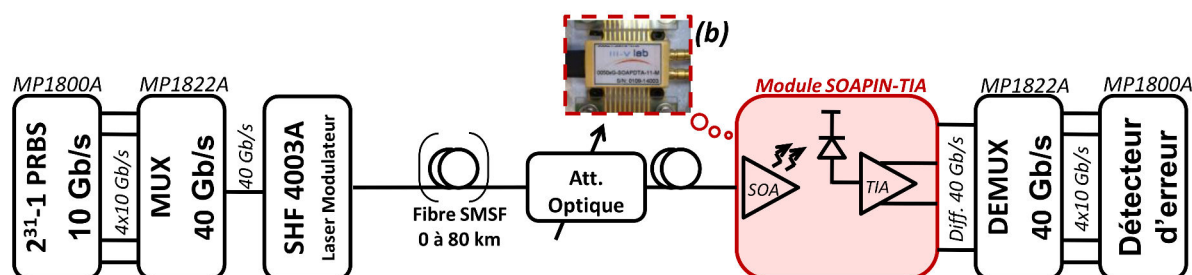 MP1800A
2³¹-1 PRBS
10 Gb/s
4x10 Gb/s
MP1822A
MUX
40 Gb/s
40 Gb/s
SHF 4003A
Laser Modulateur
Fibre SMSF
0 à 80 km
Att.
Optique
(b)
III-V lab
Module SOAPIN-TIA
SOA
TIA
Diff. 40 Gb/s
MP1822A
DEMUX
40 Gb/s
4x10 Gb/s
MP1800A
Détecteur
d'erreur